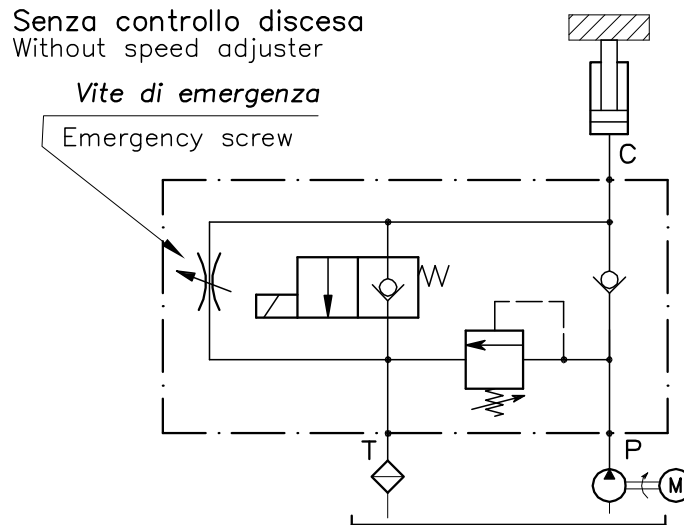 Senza controllo discesa
Without speed adjuster
Vite di emergenza
Emergency screw
C
T
P
M